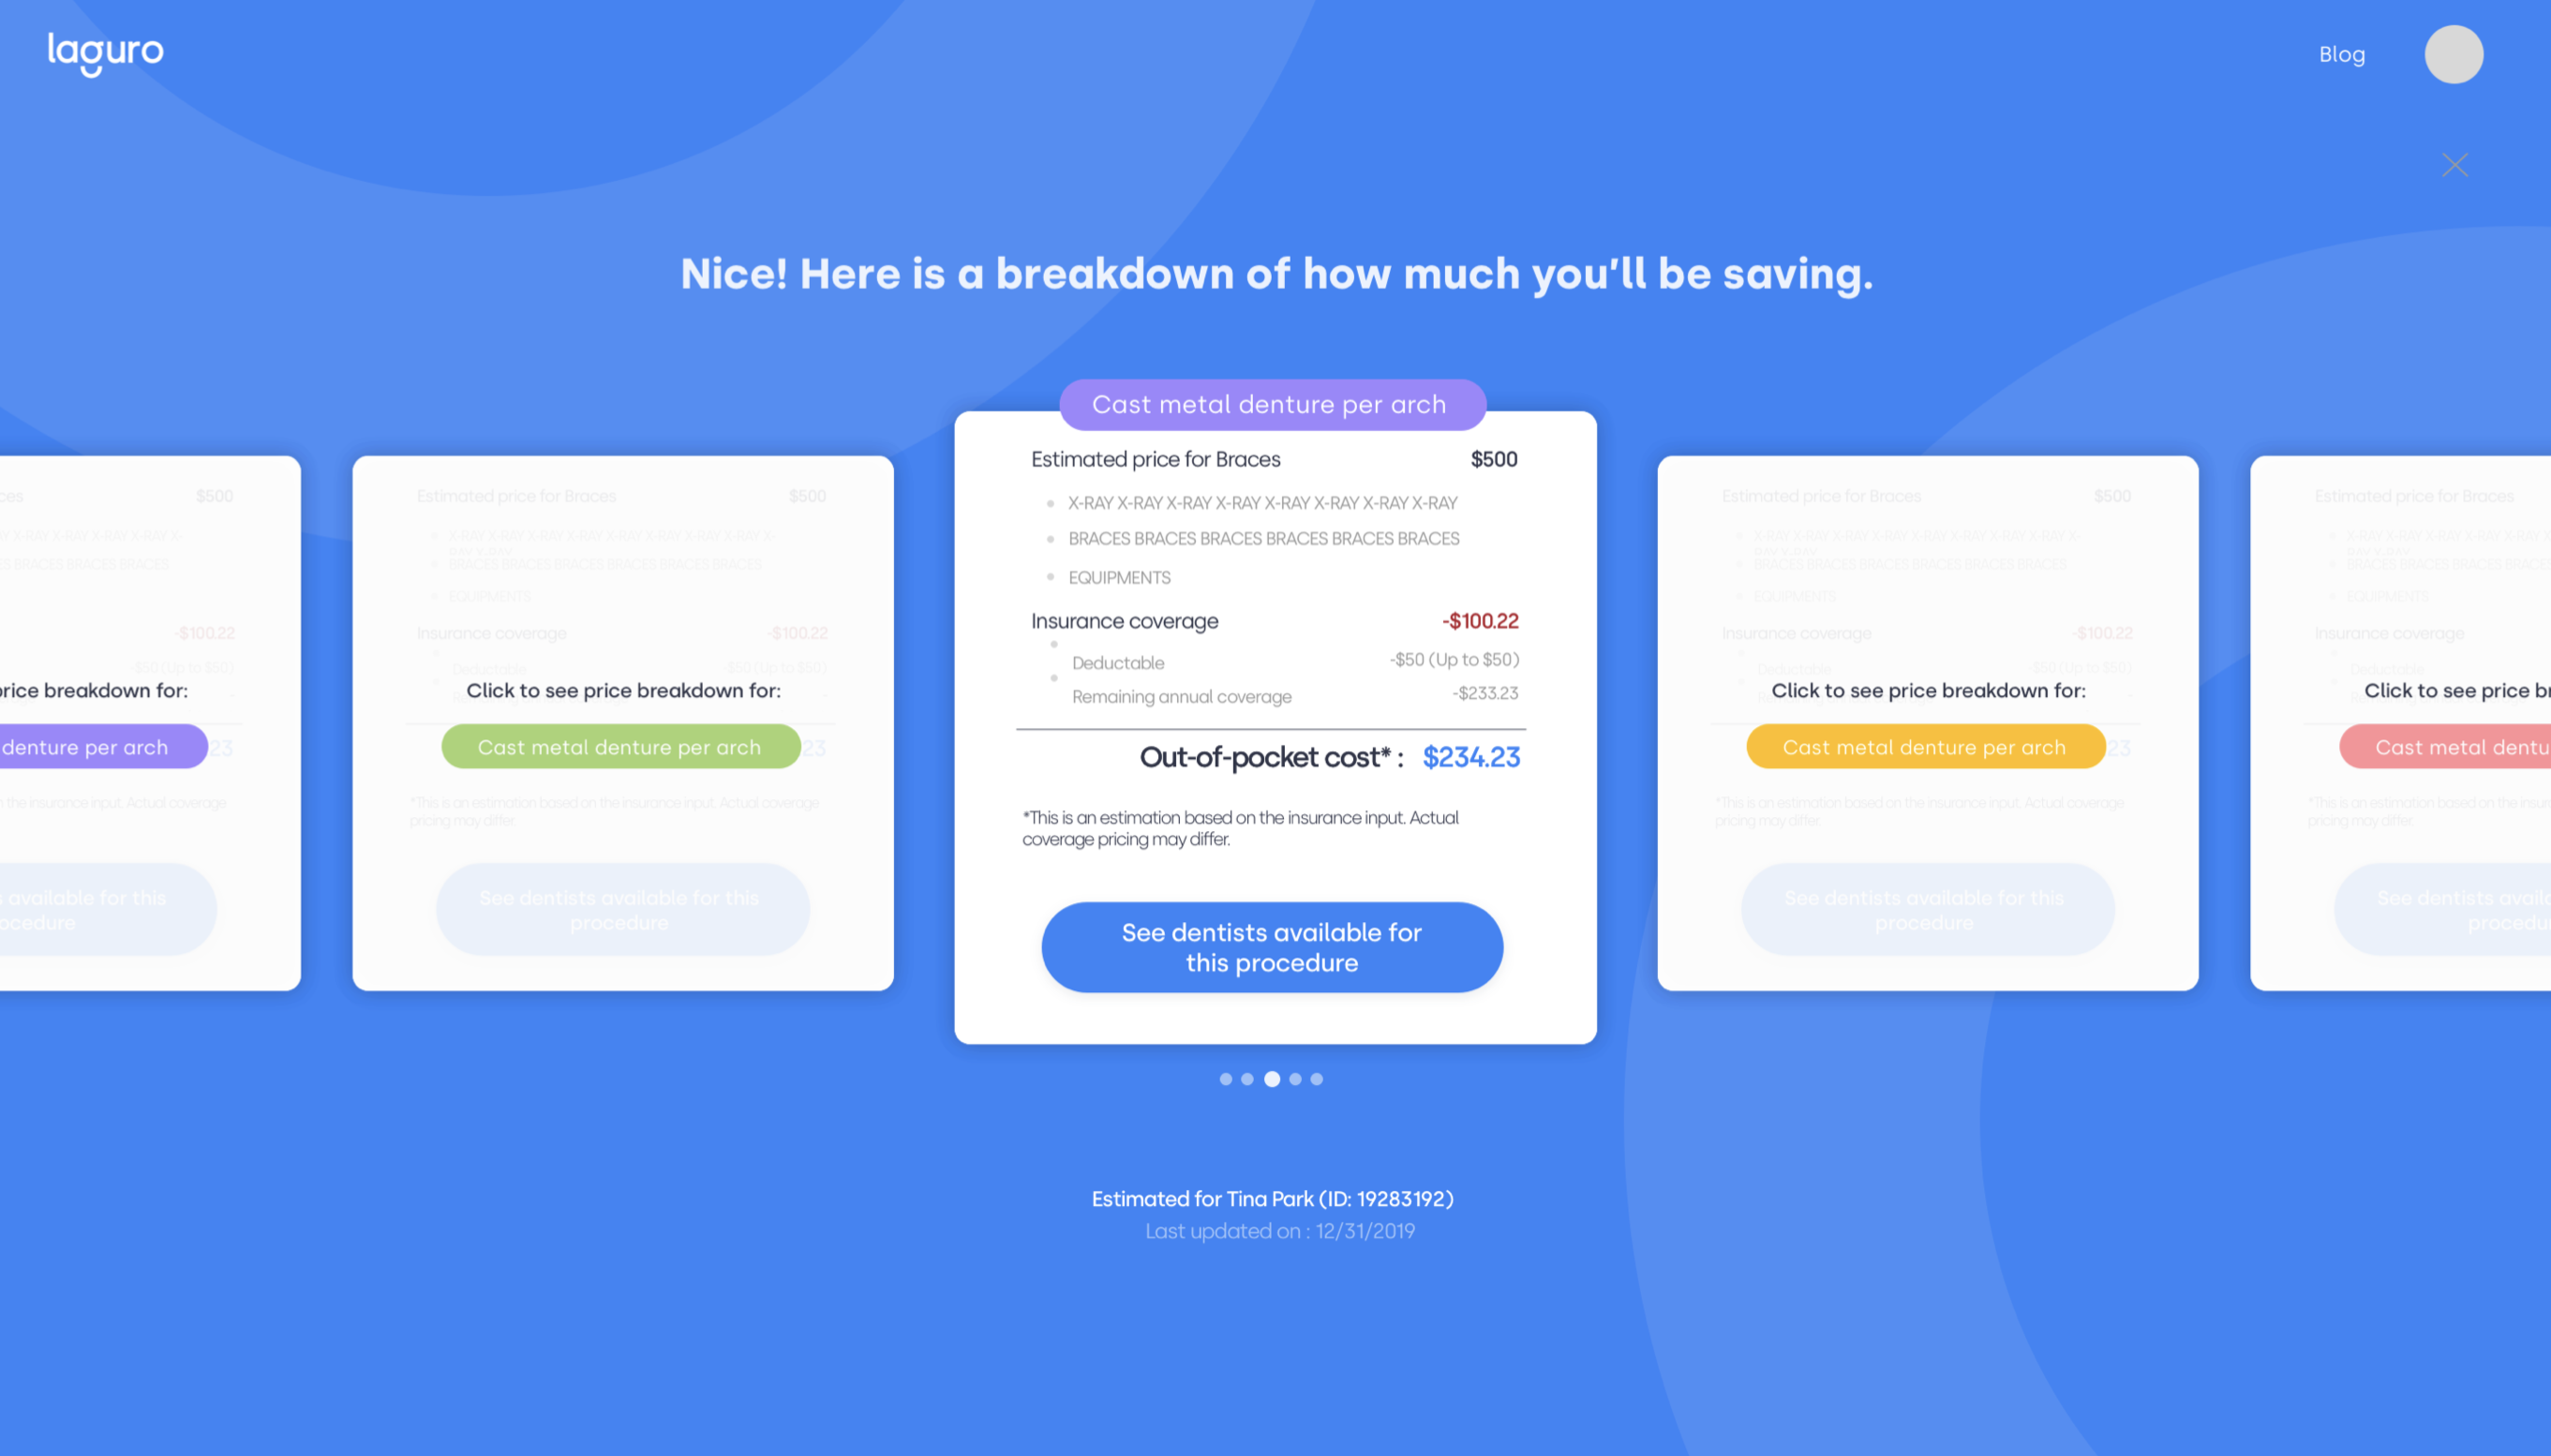 laguro
Blog
Nice! Here is a breakdown of how much you'll be saving.
Cast metal denture per arch
Estimated price for Braces $500
X-RAY X-RAY X-RAY X-RAY X-RAY X-RAY X-RAY X-RAY
BRACES BRACES BRACES BRACES BRACES BRACES
EQUIPMENTS
Insurance coverage -$100.22
Deductable -$50 (Up to $50)
Remaining annual coverage -$233.23
Out-of-pocket cost* : $234.23
*This is an estimation based on the insurance input. Actual
coverage pricing may differ.
See dentists available for
this procedure
ces $500
X-RAY X-RAY X-RAY X-RAY X-
BRACES BRACES BRACES
-$100.22
-$50 (Up to $50)
price breakdown for:
denture per arch 23
the insurance input. Actual coverage
available for this
ocedure
Estimated price for Braces $500
X-RAY X-RAY X-RAY X-RAY X-RAY X-RAY X-RAY X-RAY X-
RAY X-RAY
BRACES BRACES BRACES BRACES BRACES BRACES
EQUIPMENTS
Insurance coverage -$100.22
Deductable -$50 (Up to $50)
Click to see price breakdown for:
Cast metal denture per arch 23
*This is an estimation based on the insurance input. Actual coverage
pricing may differ.
See dentists available for this
procedure
Estimated price for Braces $500
X-RAY X-RAY X-RAY X-RAY X-RAY X-RAY X-RAY X-RAY X-
RAY X-RAY
BRACES BRACES BRACES BRACES BRACES BRACES
EQUIPMENTS
Insurance coverage -$100.22
Deductable -$50 (Up to $50)
Click to see price breakdown for:
Cast metal denture per arch 23
*This is an estimation based on the insurance input. Actual coverage
pricing may differ.
See dentists available for this
procedure
Estimated price for Braces
X-RAY X-RAY X-RAY X-RAY X-RAY
RAY X-RAY
BRACES BRACES BRACES BRACES
EQUIPMENTS
Insurance coverage
Deductable
Click to see price b
Cast metal dentu
*This is an estimation based on the insur
pricing may differ.
See dentists availa
procedu
Estimated for Tina Park (ID: 19283192)
Last updated on : 12/31/2019